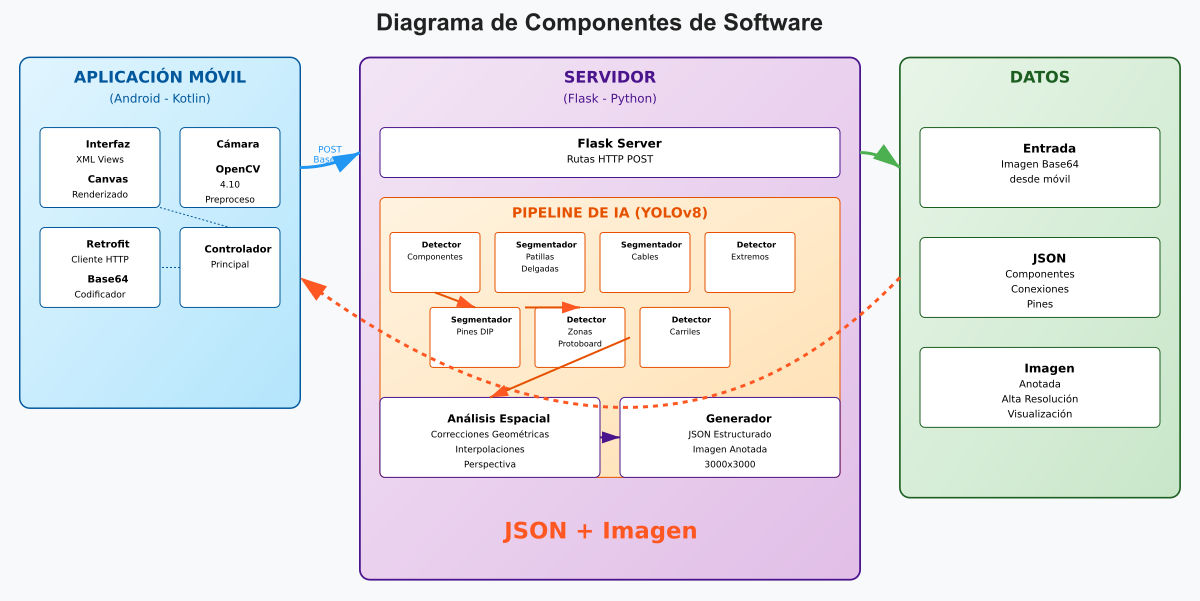 Diagrama de Componentes de Software
APLICACIÓN MÓVIL
(Android - Kotlin)
Interfaz
XML Views
Canvas
Renderizado
Cámara
OpenCV
4.10
Preproceso
Retrofit
Cliente HTTP
Base64
Codificador
Controlador
Principal
POST
SERVIDOR
(Flask - Python)
Flask Server
Rutas HTTP POST
PIPELINE DE IA (YOLOv8)
Detector
Componentes
Segmentador
Patillas
Delgadas
Segmentador
Cables
Detector
Extremos
Segmentador
Pines DIP
Detector
Zonas
Protoboard
Detector
Carriles
Análisis Espacial
Correcciones Geométricas
Interpolaciones
Perspectiva
Generador
JSON Estructurado
Imagen Anotada
3000x3000
JSON + Imagen
DATOS
Entrada
Imagen Base64
desde móvil
JSON
Componentes
Conexiones
Pines
Imagen
Anotada
Alta Resolución
Visualización